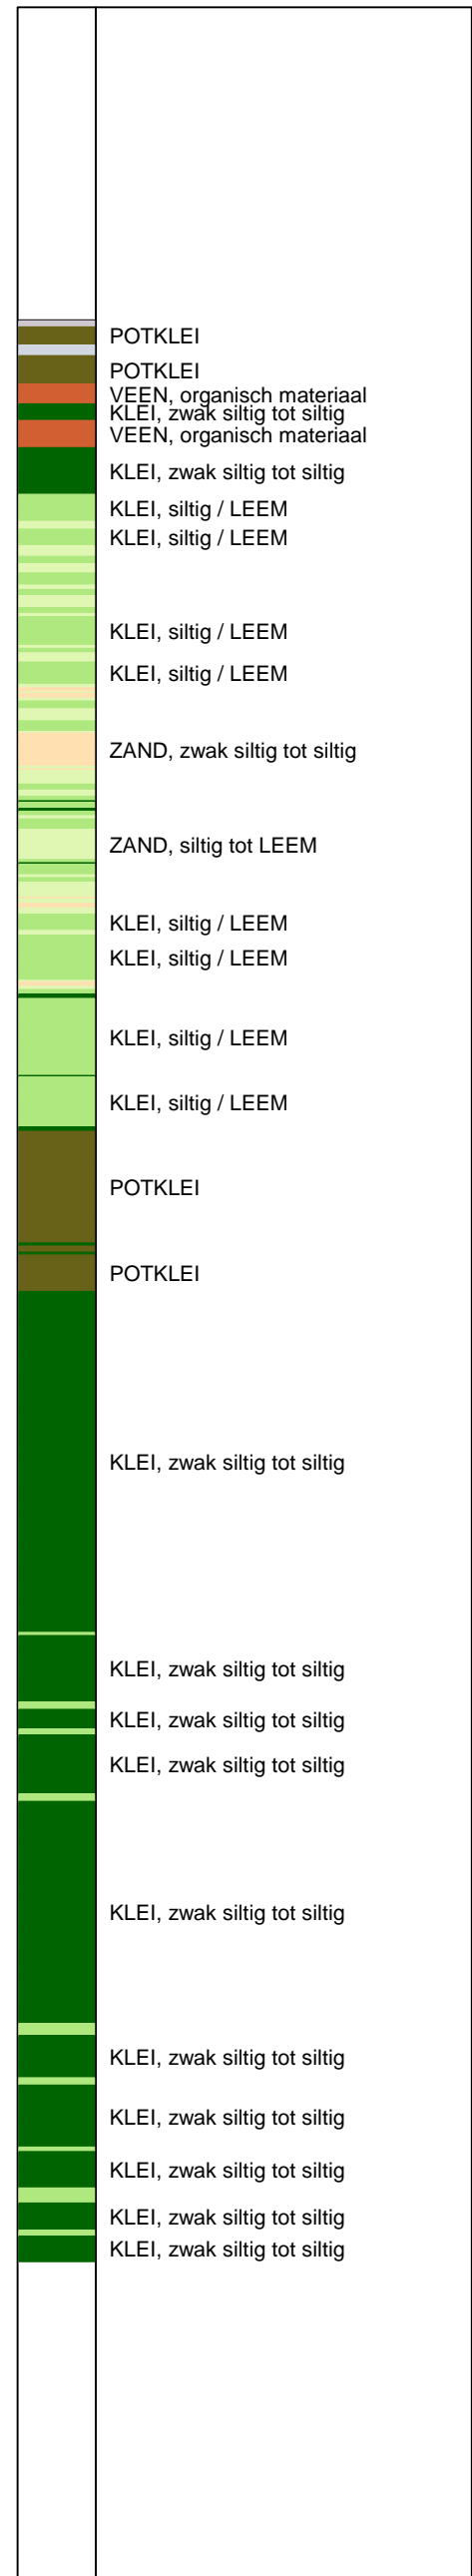 POTKLEI
POTKLEI
VEEN, organisch materiaal
KLEI, zwak siltig tot siltig
VEEN, organisch materiaal
KLEI, zwak siltig tot siltig
KLEI, siltig / LEEM
KLEI, siltig / LEEM
KLEI, siltig / LEEM
KLEI, siltig / LEEM
ZAND, zwak siltig tot siltig
ZAND, siltig tot LEEM
KLEI, siltig / LEEM
KLEI, siltig / LEEM
KLEI, siltig / LEEM
KLEI, siltig / LEEM
POTKLEI
POTKLEI
KLEI, zwak siltig tot siltig
KLEI, zwak siltig tot siltig
KLEI, zwak siltig tot siltig
KLEI, zwak siltig tot siltig
KLEI, zwak siltig tot siltig
KLEI, zwak siltig tot siltig
KLEI, zwak siltig tot siltig
KLEI, zwak siltig tot siltig
KLEI, zwak siltig tot siltig
KLEI, zwak siltig tot siltig